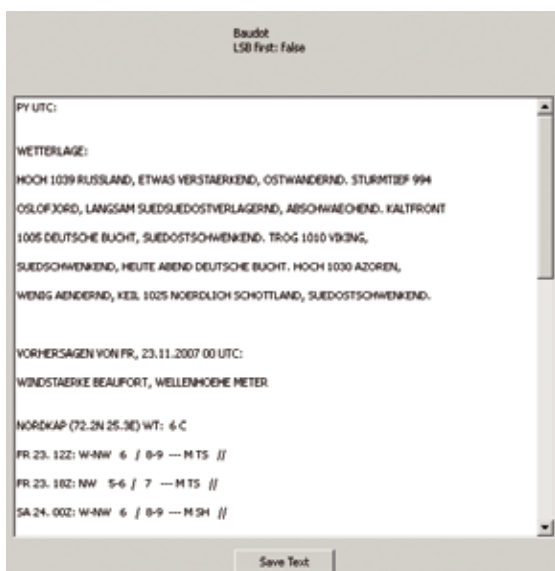 Baudot
LSB first: false
PY UTC:
WETTERLAGE:
HOCH 1039 RUSSLAND, ETWAS VERSTAERKEND, OSTWANDERND. STURMTIEF 994
OSLOFJORD, LANGSAM SUEDSUEDOSTVERLAGERND, ABSCHWAECHEND. KALTFRONT
1005 DEUTSCHE BUCHT, SUEDOSTSCHWENKEND. TROG 1010 VIKING,
SUEDSCHWENKEND, HEUTE ABEND DEUTSCHE BUCHT. HOCH 1030 AZOREN,
WENIG AENDERND, KEIL 1025 NOERDLICH SCHOTTLAND, SUEDOSTSCHWENKEND.
VORHERSAGEN VON FR, 23.11.2007 00 UTC:
WINDSTAERKE BEAUFORT, WELLENHOEHE METER
NORDKAP (72.2N 25.3E) WT: 6 C
FR 23. 12Z: W-NW 6 / 8-9 --- M TS //
FR 23. 18Z: NW 5-6 / 7 --- M TS //
SA 24. 00Z: W-NW 6 / 8-9 --- M SH //
Save Text